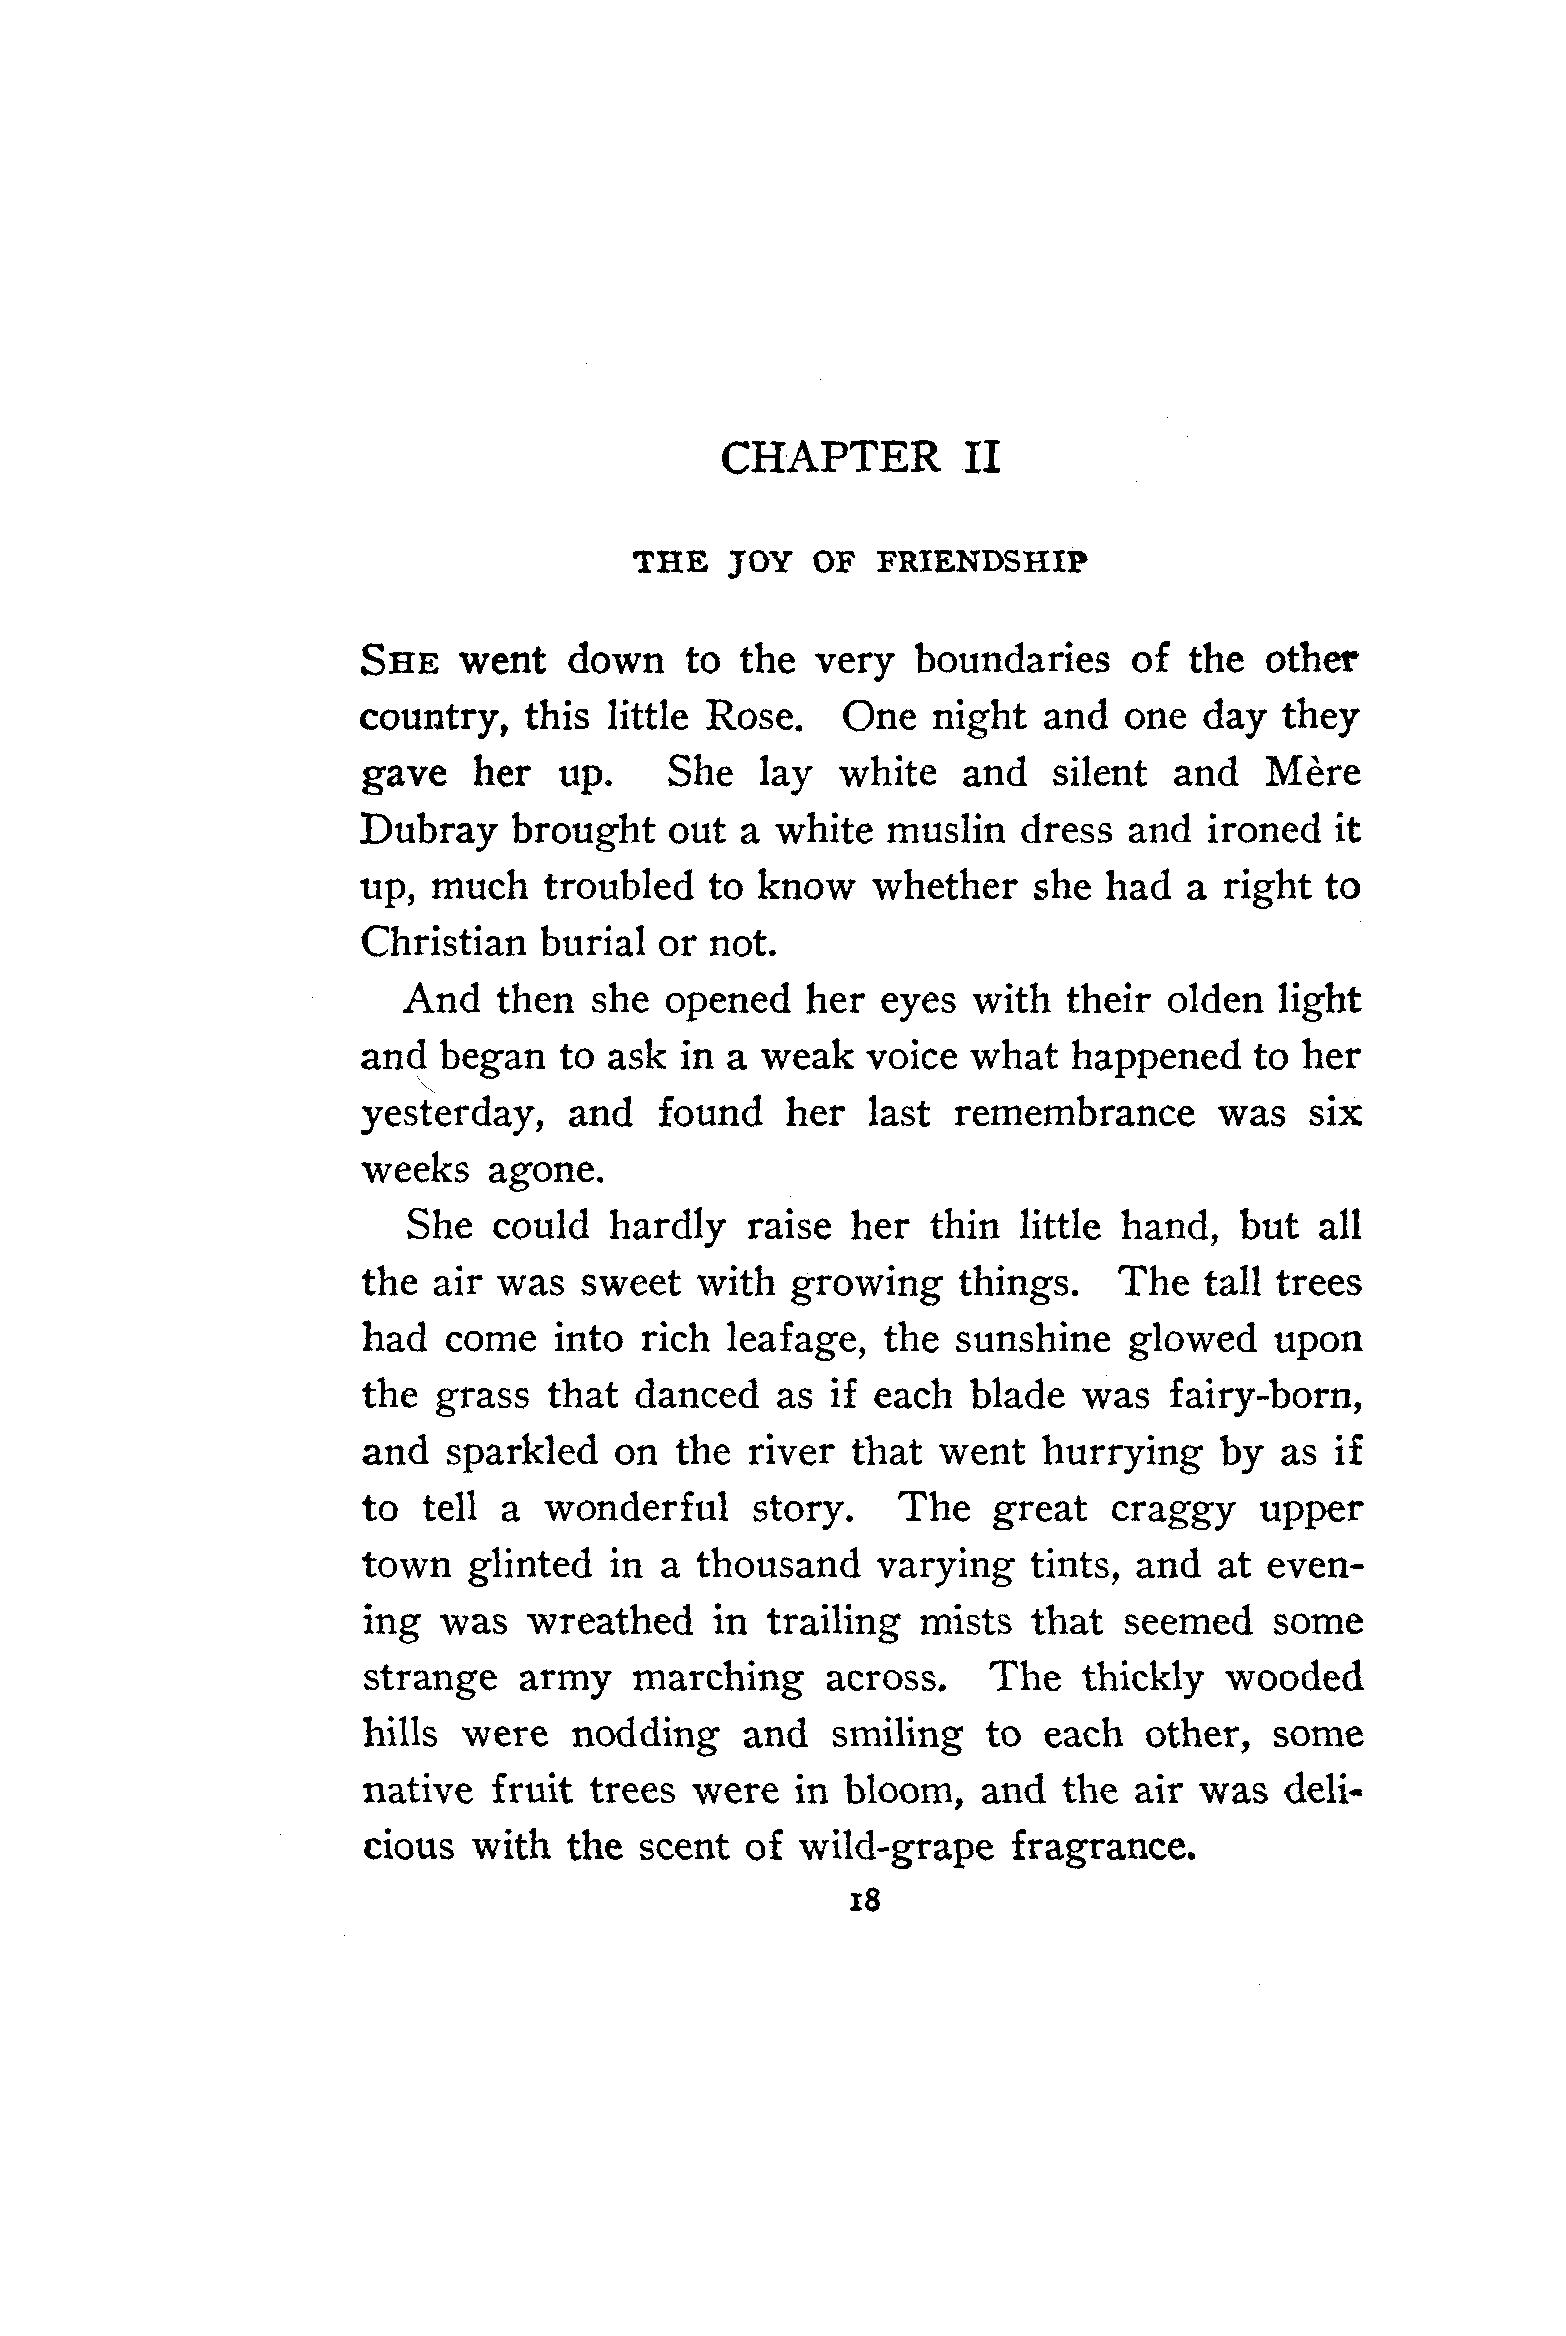 CHAPTER II
THE JOY OF FRIENDSHIP
SHE went down to the very boundaries of the other
country, this little Rose. One night and one day they
gave her up. She lay white and silent and Mère
Dubray brought out a white muslin dress and ironed it
up, much troubled to know whether she had a right to
Christian burial or not.
And then she opened her eyes with their olden light
and began to ask in a weak voice what happened to her
yesterday, and found her last remembrance was six
weeks agone.
She could hardly raise her thin little hand, but all
the air was sweet with growing things. The tall trees
had come into rich leafage, the sunshine glowed upon
the grass that danced as if each blade was fairy-born,
and sparkled on the river that went hurrying by as if
to tell a wonderful story. The great craggy upper
town glinted in a thousand varying tints, and at even-
ing was wreathed in trailing mists that seemed some
strange army marching across. The thickly wooded
hills were nodding and smiling to each other, some
native fruit trees were in bloom, and the air was deli-
cious with the scent of wild-grape fragrance.
18